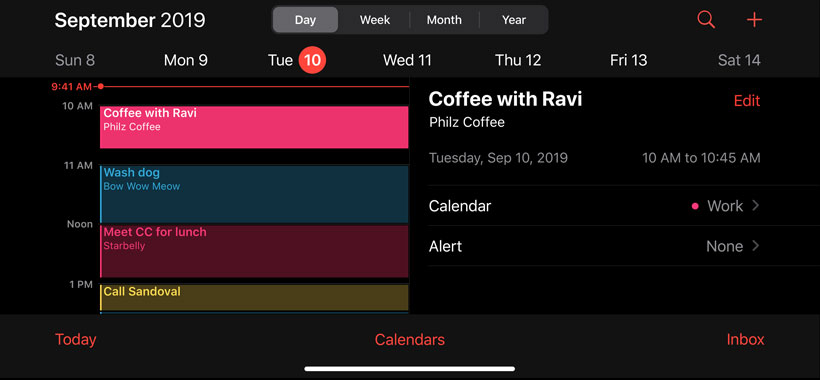 September 2019
Day Week Month Year
Sun 8 Mon 9 Tue 10 Wed 11 Thu 12 Fri 13 Sat 14
9:41 AM
10 AM
Coffee with Ravi
Philz Coffee
11 AM
Wash dog
Bow Wow Meow
Noon
Meet CC for lunch
Starbelly
1 PM
Call Sandoval
Coffee with Ravi
Edit
Philz Coffee
Tuesday, Sep 10, 2019 10 AM to 10:45 AM
Calendar Work
Alert None
Today Calendars Inbox